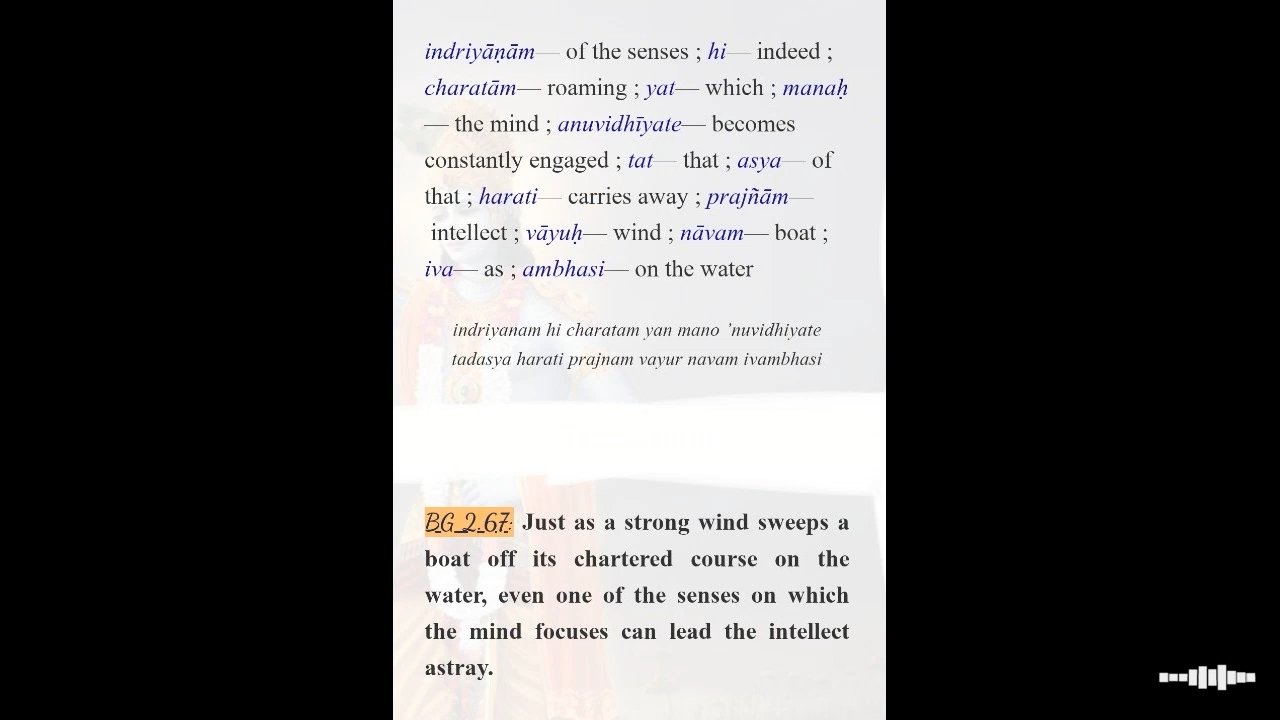 indriyāṇām— of the senses ; hi— indeed ;
charatām— roaming ; yat— which ; manaḥ
— the mind ; anuvidhīyate— becomes
constantly engaged ; tat— that ; asya— of
that ; harati— carries away ; prajñām—
intellect ; vāyuḥ— wind ; nāvam— boat ;
iva— as ; ambhasi— on the water
indriyanam hi charatam yan mano ’nuvidhiyate
tadasya harati prajnam vayur navam ivambhasi
BG 2.67: Just as a strong wind sweeps a
boat off its chartered course on the
water, even one of the senses on which
the mind focuses can lead the intellect
astray.